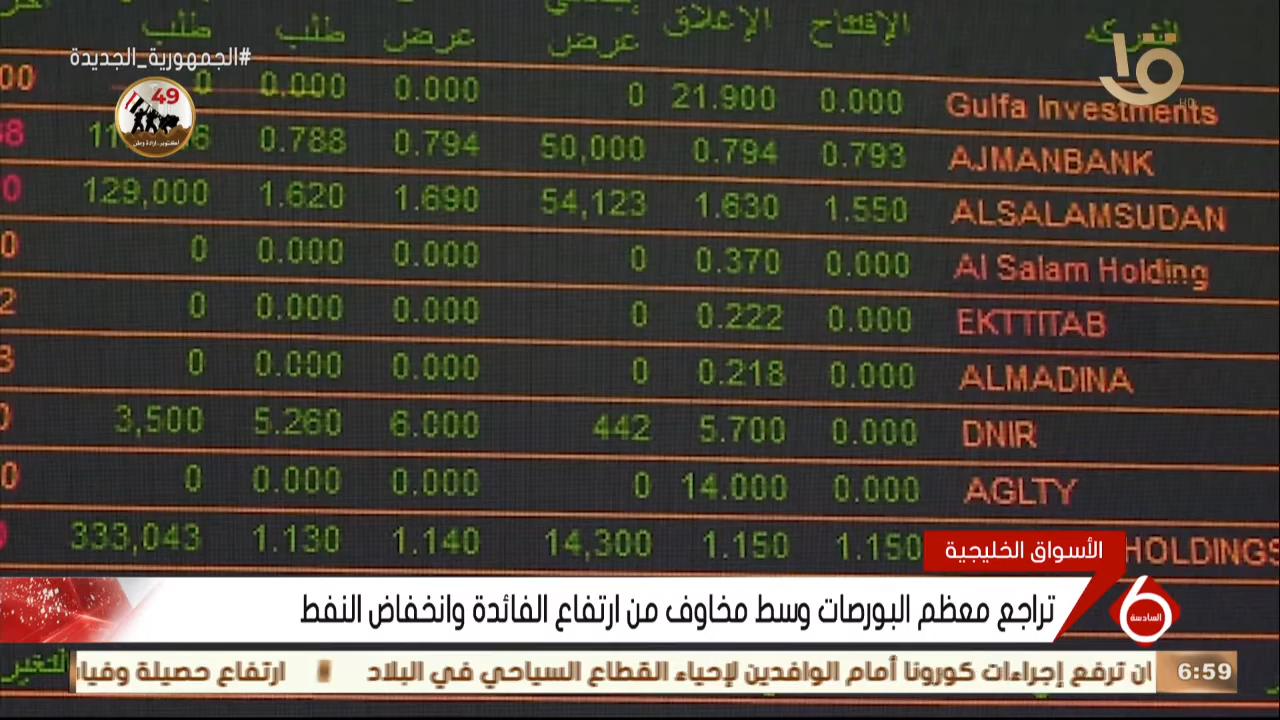 #الجمهورية_الجديدة
49
طلب طلب عرض عرض الإغلاق الإفتتاح الشركه
0 0.000 0.000 0 21.900 0.000 Gulfa Investments
0.788 0.794 50,000 0.794 0.793 AJMANBANK
129,000 1.620 1.690 54,123 1.630 1.550 ALSALAMSUDAN
0 0.000 0.000 0 0.370 0.000 Al Salam Holding
0 0.000 0.000 0 0.222 0.000 EKTTITAB
0 0.000 0.000 0 0.218 0.000 ALMADINA
3,500 5.260 6.000 442 5.700 0.000 DNIR
0 0.000 0.000 0 14.000 0.000 AGLTY
333,043 1.130 1.140 14,300 1.150 1.150 HOLDINGS
الأسواق الخليجية
تراجع معظم البورصات وسط مخاوف من ارتفاع الفائدة وانخفاض النفط
السادسة
6:59 ان ترفع إجراءات كورونا أمام الوافدين لإحياء القطاع السياحي في البلاد ارتفاع حصيلة وفيا